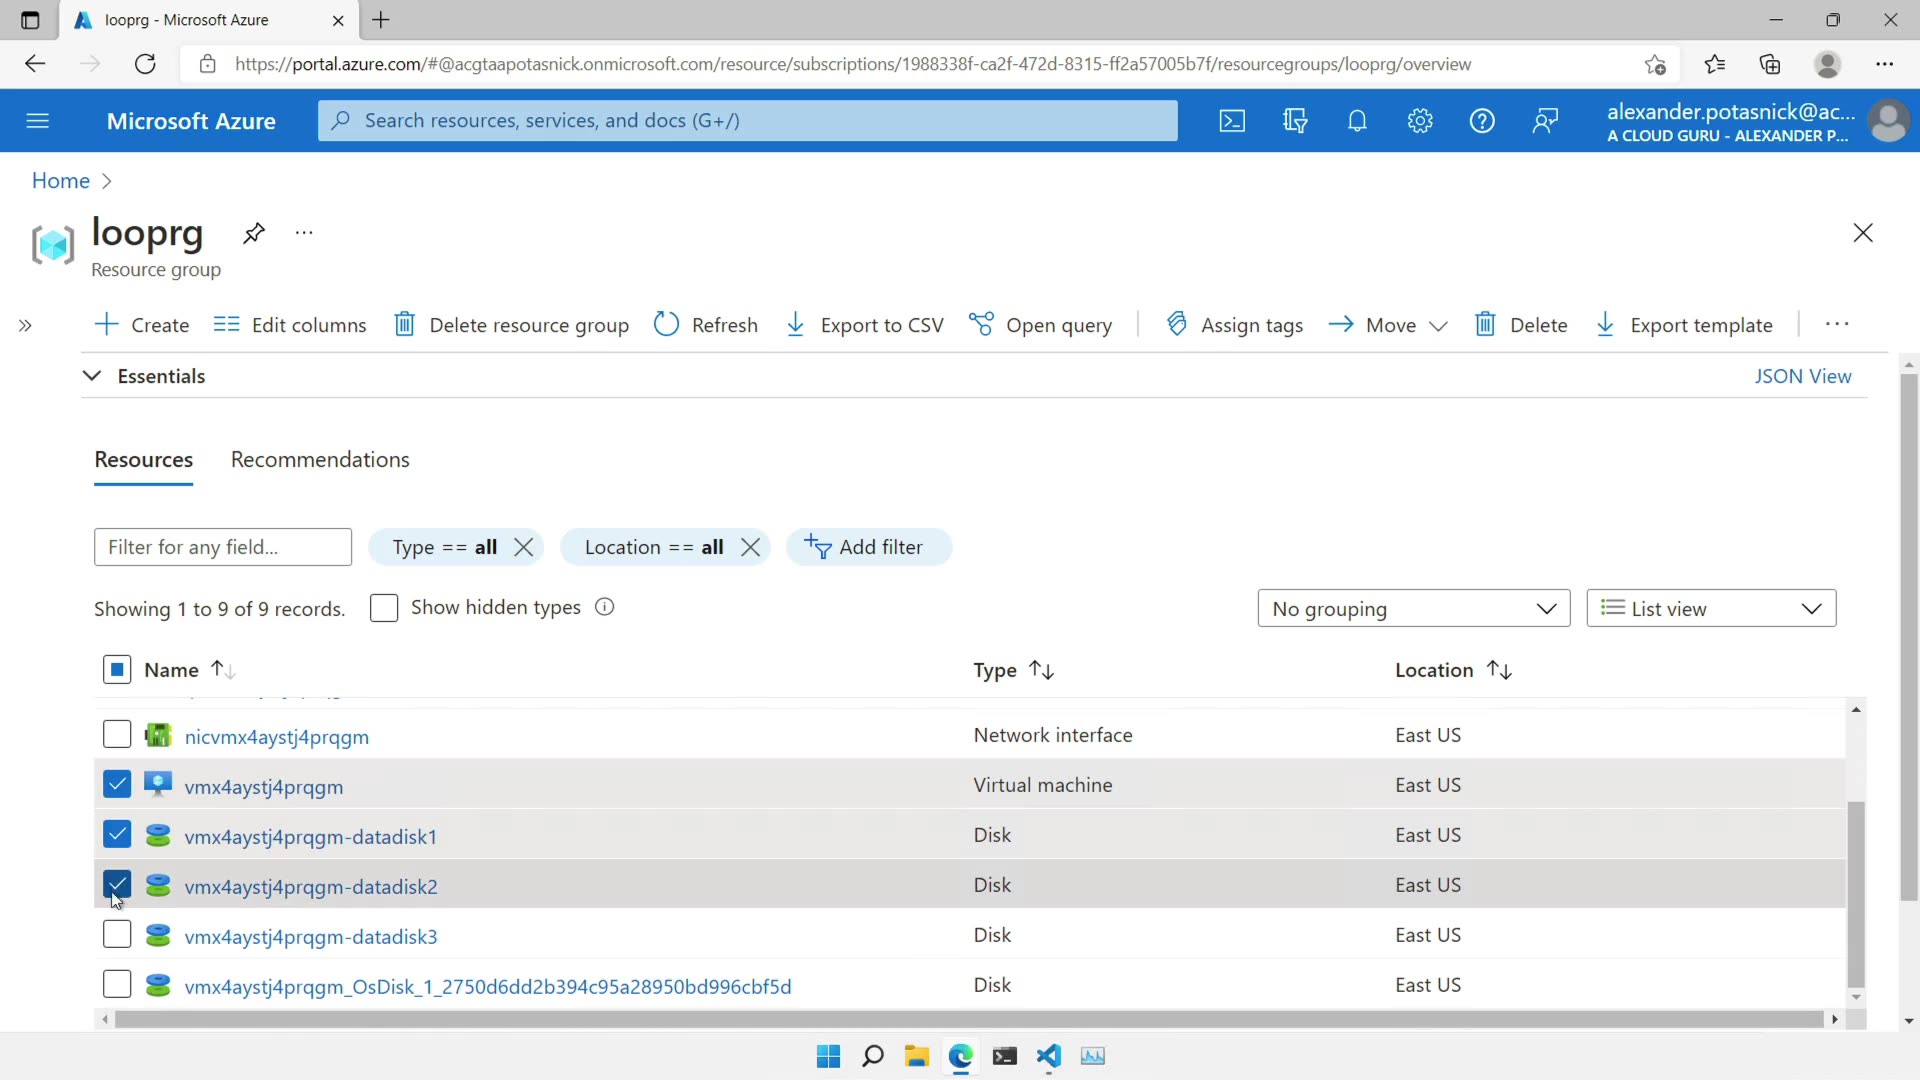 looprg - Microsoft Azure
https://portal.azure.com/#@acgtaapotasnick.onmicrosoft.com/resource/subscriptions/1988338f-ca2f-472d-8315-ff2a57005b7f/resourcegroups/looprg/overview
Microsoft Azure
Search resources, services, and docs (G+/)
alexander.potasnick@ac...
A CLOUD GURU - ALEXANDER P...
Home
looprg
Resource group
Create Edit columns Delete resource group Refresh Export to CSV Open query Assign tags Move Delete Export template
Essentials JSON View
Resources Recommendations
Filter for any field... Type == all Location == all Add filter
Showing 1 to 9 of 9 records. Show hidden types No grouping List view
Name Type Location
nicvmx4aystj4prqgm Network interface East US
vmx4aystj4prqgm Virtual machine East US
vmx4aystj4prqgm-datadisk1 Disk East US
vmx4aystj4prqgm-datadisk2 Disk East US
vmx4aystj4prqgm-datadisk3 Disk East US
vmx4aystj4prqgm_OsDisk_1_2750d6dd2b394c95a28950bd996cbf5d Disk East US